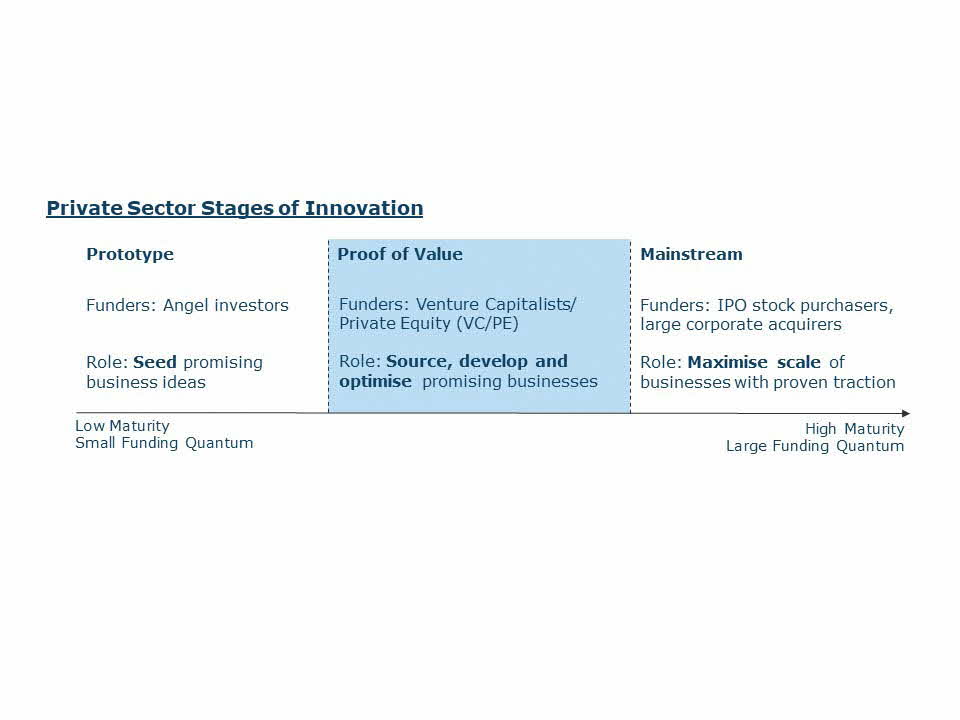 Private Sector Stages of Innovation
Prototype
Funders: Angel investors
Role: Seed promising
business ideas
Proof of Value
Funders: Venture Capitalists/
Private Equity (VC/PE)
Role: Source, develop and
optimise promising businesses
Mainstream
Funders: IPO stock purchasers,
large corporate acquirers
Role: Maximise scale of
businesses with proven traction
Low Maturity
Small Funding Quantum
High Maturity
Large Funding Quantum